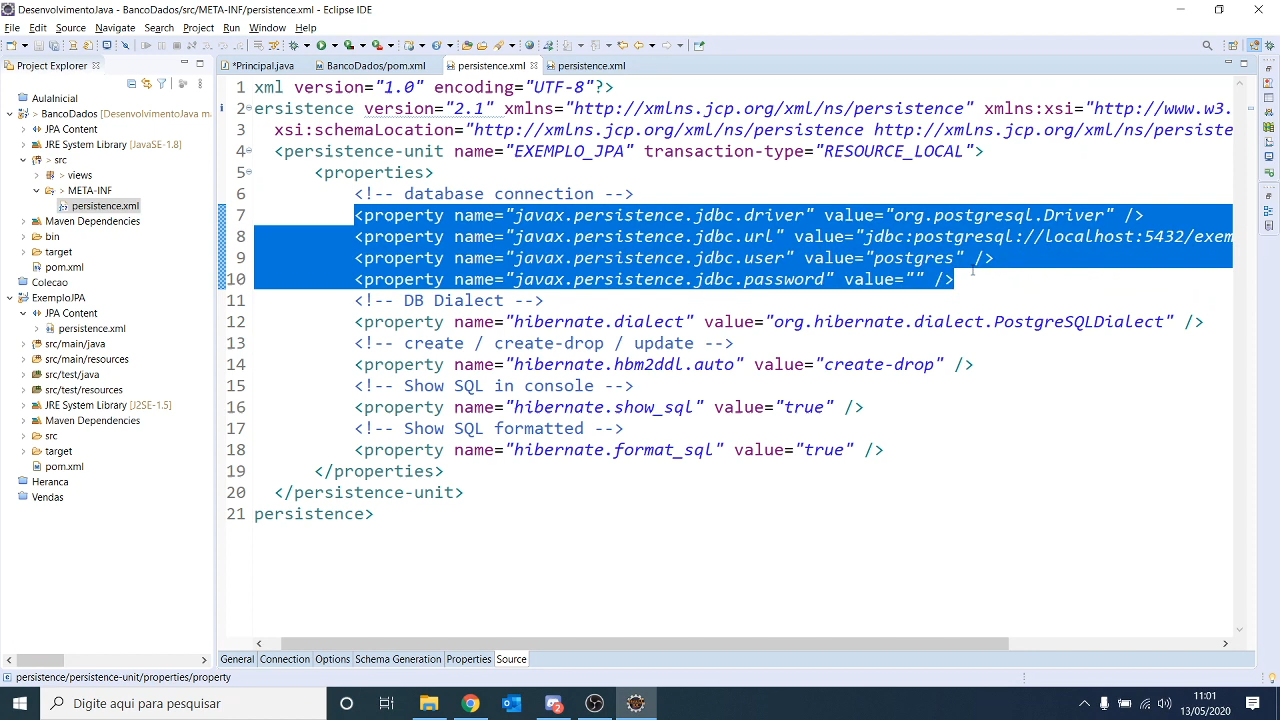 DesenvolvimentoJava - BancoDados/src/META-INF/persistence.xml - Eclipse IDE
File Edit Source Navigate Search Project Run Window Help
Project Explorer
*Principal.java BancoDados/pom.xml persistence.xml persistence.xml
AulaInicial
> BancoDados [DesenvolvimentoJava m
JPA Content
JRE System Library [JavaSE-1.8]
> src
> views
> META-INF
persistence.xml
Maven Dependencies
bin
target
pom.xml
Colecao
ExemploJPA
JPA Content
persistence.xml
src/main/java
src/main/resources
src/test/java
src/test/resources
JRE System Library [J2SE-1.5]
Maven Dependencies
src
target
pom.xml
Heranca
Vendas
1 xml version="1.0" encoding="UTF-8"?>
2 ersistence version="2.1" xmlns="http://xmlns.jcp.org/xml/ns/persistence" xmlns:xsi="http://www.w3.
3 xsi:schemaLocation="http://xmlns.jcp.org/xml/ns/persistence http://xmlns.jcp.org/xml/ns/persiste
4 <persistence-unit name="EXEMPLO_JPA" transaction-type="RESOURCE_LOCAL">
5 <properties>
6 <!-- database connection -->
7 <property name="javax.persistence.jdbc.driver" value="org.postgresql.Driver" />
8 <property name="javax.persistence.jdbc.url" value="jdbc:postgresql://localhost:5432/exem
9 <property name="javax.persistence.jdbc.user" value="postgres" />
10 <property name="javax.persistence.jdbc.password" value="" />
11 <!-- DB Dialect -->
12 <property name="hibernate.dialect" value="org.hibernate.dialect.PostgreSQLDialect" />
13 <!-- create / create-drop / update -->
14 <property name="hibernate.hbm2ddl.auto" value="create-drop" />
15 <!-- Show SQL in console -->
16 <property name="hibernate.show_sql" value="true" />
17 <!-- Show SQL formatted -->
18 <property name="hibernate.format_sql" value="true" />
19 </properties>
20 </persistence-unit>
21 persistence>
General Connection Options Schema Generation Properties Source
persistence/persistence-unit/properties/property
Digite aqui para pesquisar
11:01
13/05/2020